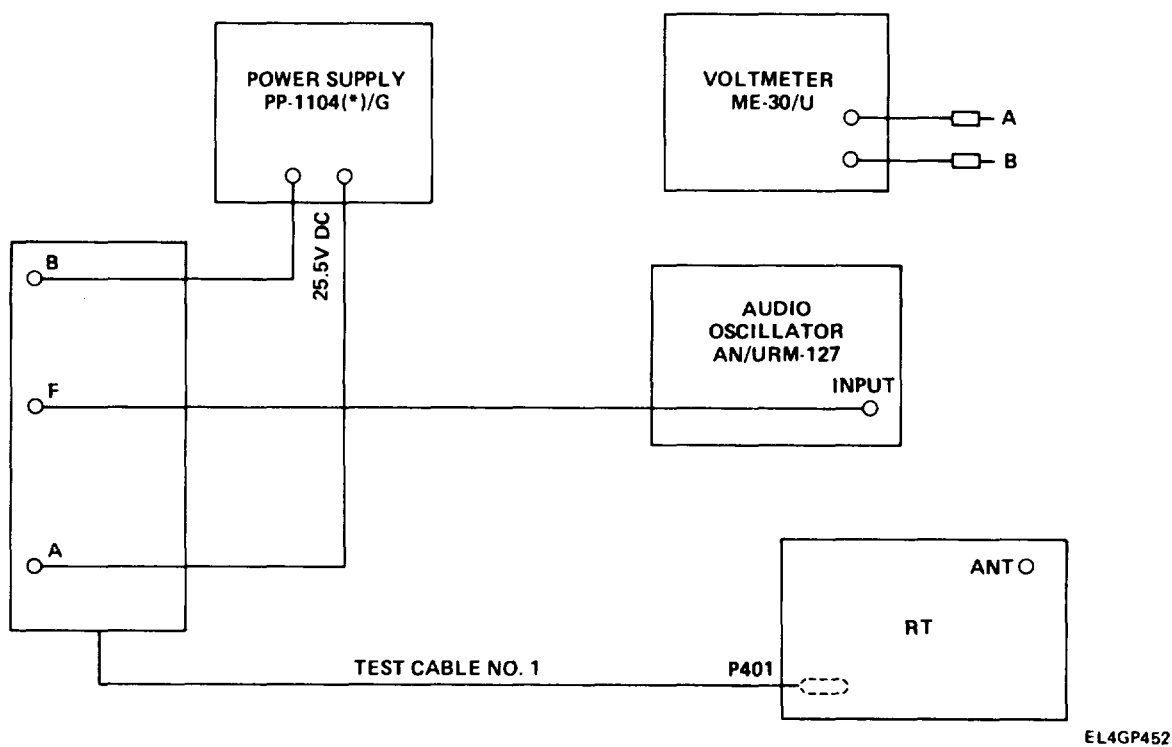 POWER SUPPLY
PP-1104(*)/G
VOLTMETER
ME-30/U
A
B
25.5V DC
B
F
A
AUDIO
OSCILLATOR
AN/URM-127
INPUT
ANT
RT
TEST CABLE NO. 1
P401
EL4GP452